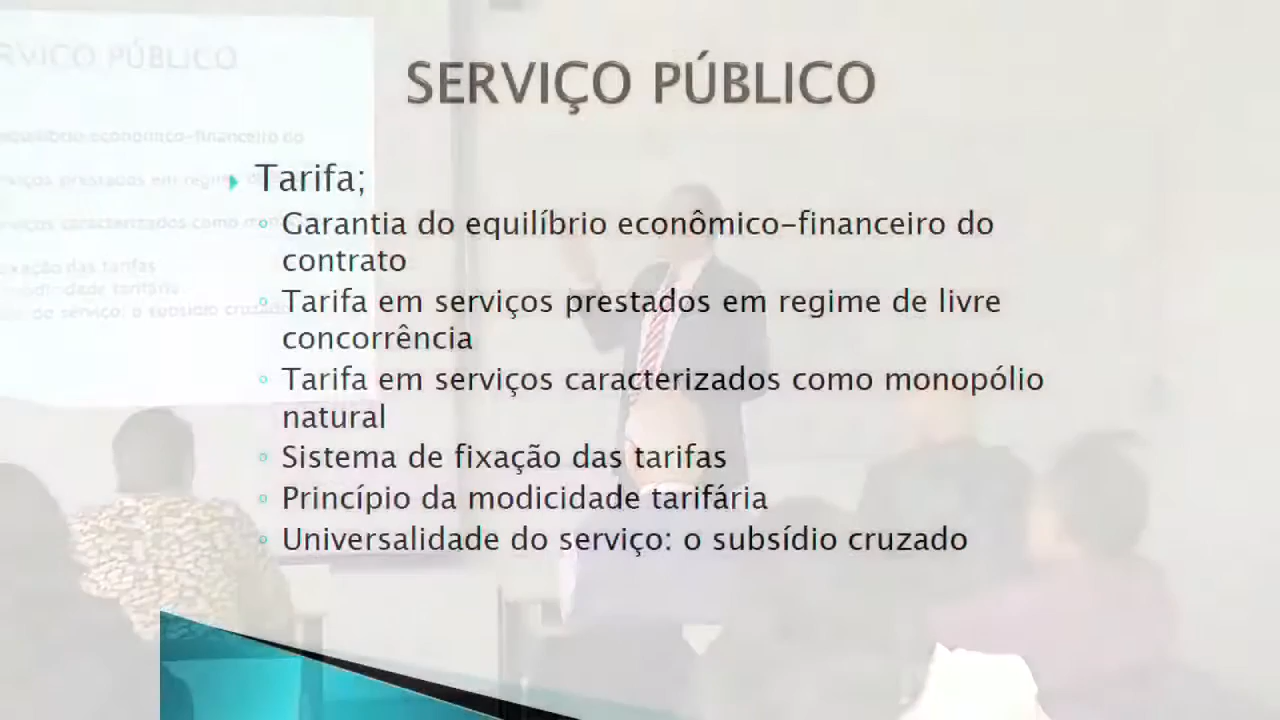 SERVIÇO PÚBLICO
Tarifa;
Garantia do equilíbrio econômico-financeiro do
contrato
Tarifa em serviços prestados em regime de livre
concorrência
Tarifa em serviços caracterizados como monopólio
natural
Sistema de fixação das tarifas
Princípio da modicidade tarifária
Universalidade do serviço: o subsídio cruzado